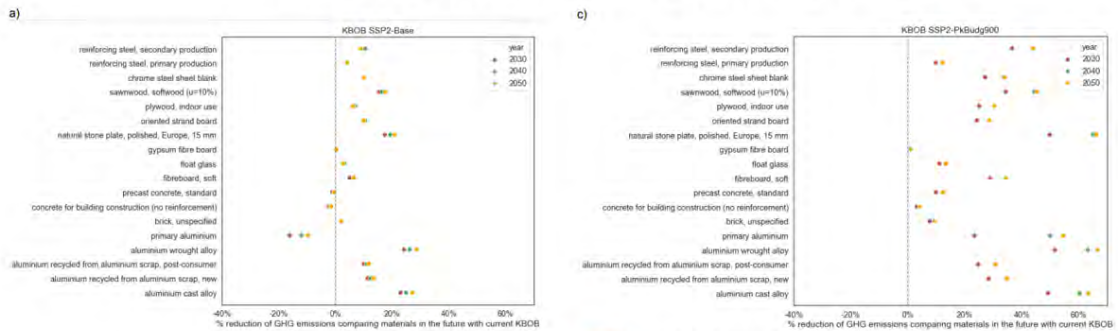 a)
KBOB SSP2-Base
reinforcing steel, secondary production
reinforcing steel, primary production
chrome steel sheet blank
sawnwood, softwood (u=10%)
plywood, indoor use
oriented strand board
natural stone plate, polished, Europe, 15 mm
gypsum fibre board
float glass
fibreboard, soft
precast concrete, standard
concrete for building construction (no reinforcement)
brick, unspecified
primary aluminium
aluminium wrought alloy
aluminium recycled from aluminium scrap, post-consumer
aluminium recycled from aluminium scrap, new
aluminium cast alloy
year
2030
2040
2050
-40% -20% 0% 20% 40% 60%
% reduction of GHG emissions comparing materials in the future with current KBOB
c)
KBOB SSP2-PkBudg900
reinforcing steel, secondary production
reinforcing steel, primary production
chrome steel sheet blank
sawnwood, softwood (u=10%)
plywood, indoor use
oriented strand board
natural stone plate, polished, Europe, 15 mm
gypsum fibre board
float glass
fibreboard, soft
precast concrete, standard
concrete for building construction (no reinforcement)
brick, unspecified
primary aluminium
aluminium wrought alloy
aluminium recycled from aluminium scrap, post-consumer
aluminium recycled from aluminium scrap, new
aluminium cast alloy
year
2030
2040
2050
-40% -20% 0% 20% 40% 60%
% reduction of GHG emissions comparing materials in the future with current KBOB